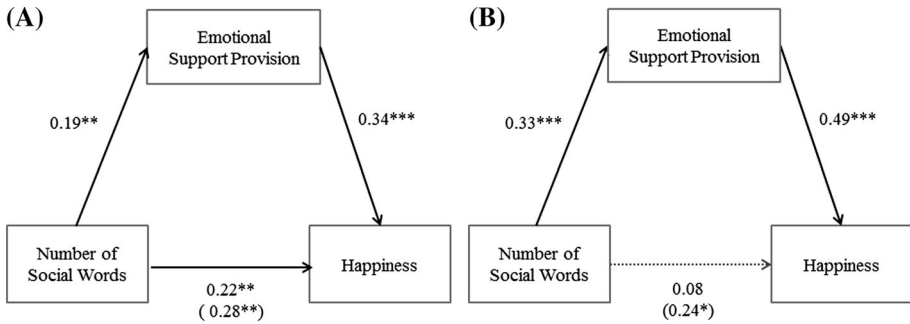 (A)
Emotional
Support Provision
0.19**
0.34***
Number of
Social Words
Happiness
0.22**
( 0.28**)
(B)
Emotional
Support Provision
0.33***
0.49***
Number of
Social Words
Happiness
0.08
(0.24*)